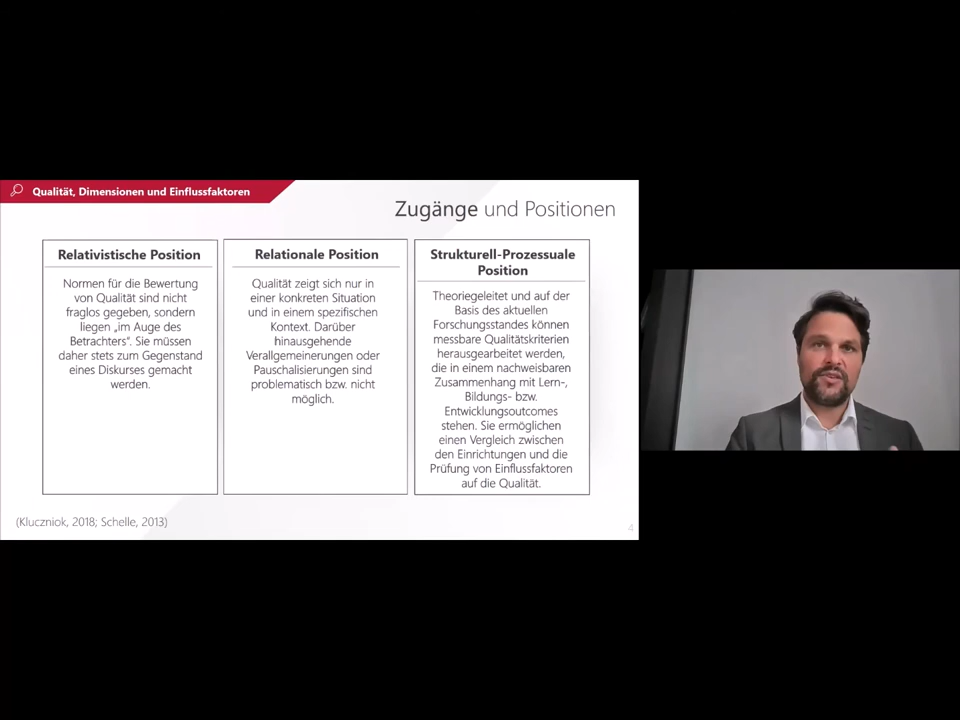 Qualität, Dimensionen und Einflussfaktoren
Zugänge und Positionen
Relativistische Position
Normen für die Bewertung
von Qualität sind nicht
fraglos gegeben, sondern
liegen „im Auge des
Betrachters“. Sie müssen
daher stets zum Gegenstand
eines Diskurses gemacht
werden.
Relationale Position
Qualität zeigt sich nur in
einer konkreten Situation
und in einem spezifischen
Kontext. Darüber
hinausgehende
Verallgemeinerungen oder
Pauschalisierungen sind
problematisch bzw. nicht
möglich.
Strukturell-Prozessuale
Position
Theoriegeleitet und auf der
Basis des aktuellen
Forschungsstandes können
messbare Qualitätskriterien
herausgearbeitet werden,
die in einem nachweisbaren
Zusammenhang mit Lern-,
Bildungs- bzw.
Entwicklungsoutcomes
stehen. Sie ermöglichen
einen Vergleich zwischen
den Einrichtungen und die
Prüfung von Einflussfaktoren
auf die Qualität.
(Kluczniok, 2018; Schelle, 2013)
4